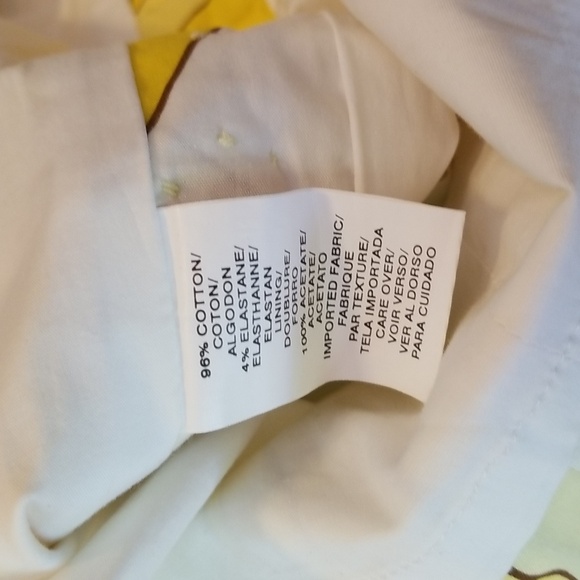 96% COTTON/
COTON/
ALGODON
4% ELASTANE/
ELASTHANNE/
ELASTAN
LINING/
DOUBLURE/
FORRO
100% ACETATE/
ACETATE/
ACETATO
IMPORTED FABRIC/
FABRIQUE
PAR TEXTURE/
TELA IMPORTADA
CARE OVER/
VOIR VERSO/
VER AL DORSO
PARA CUIDADO